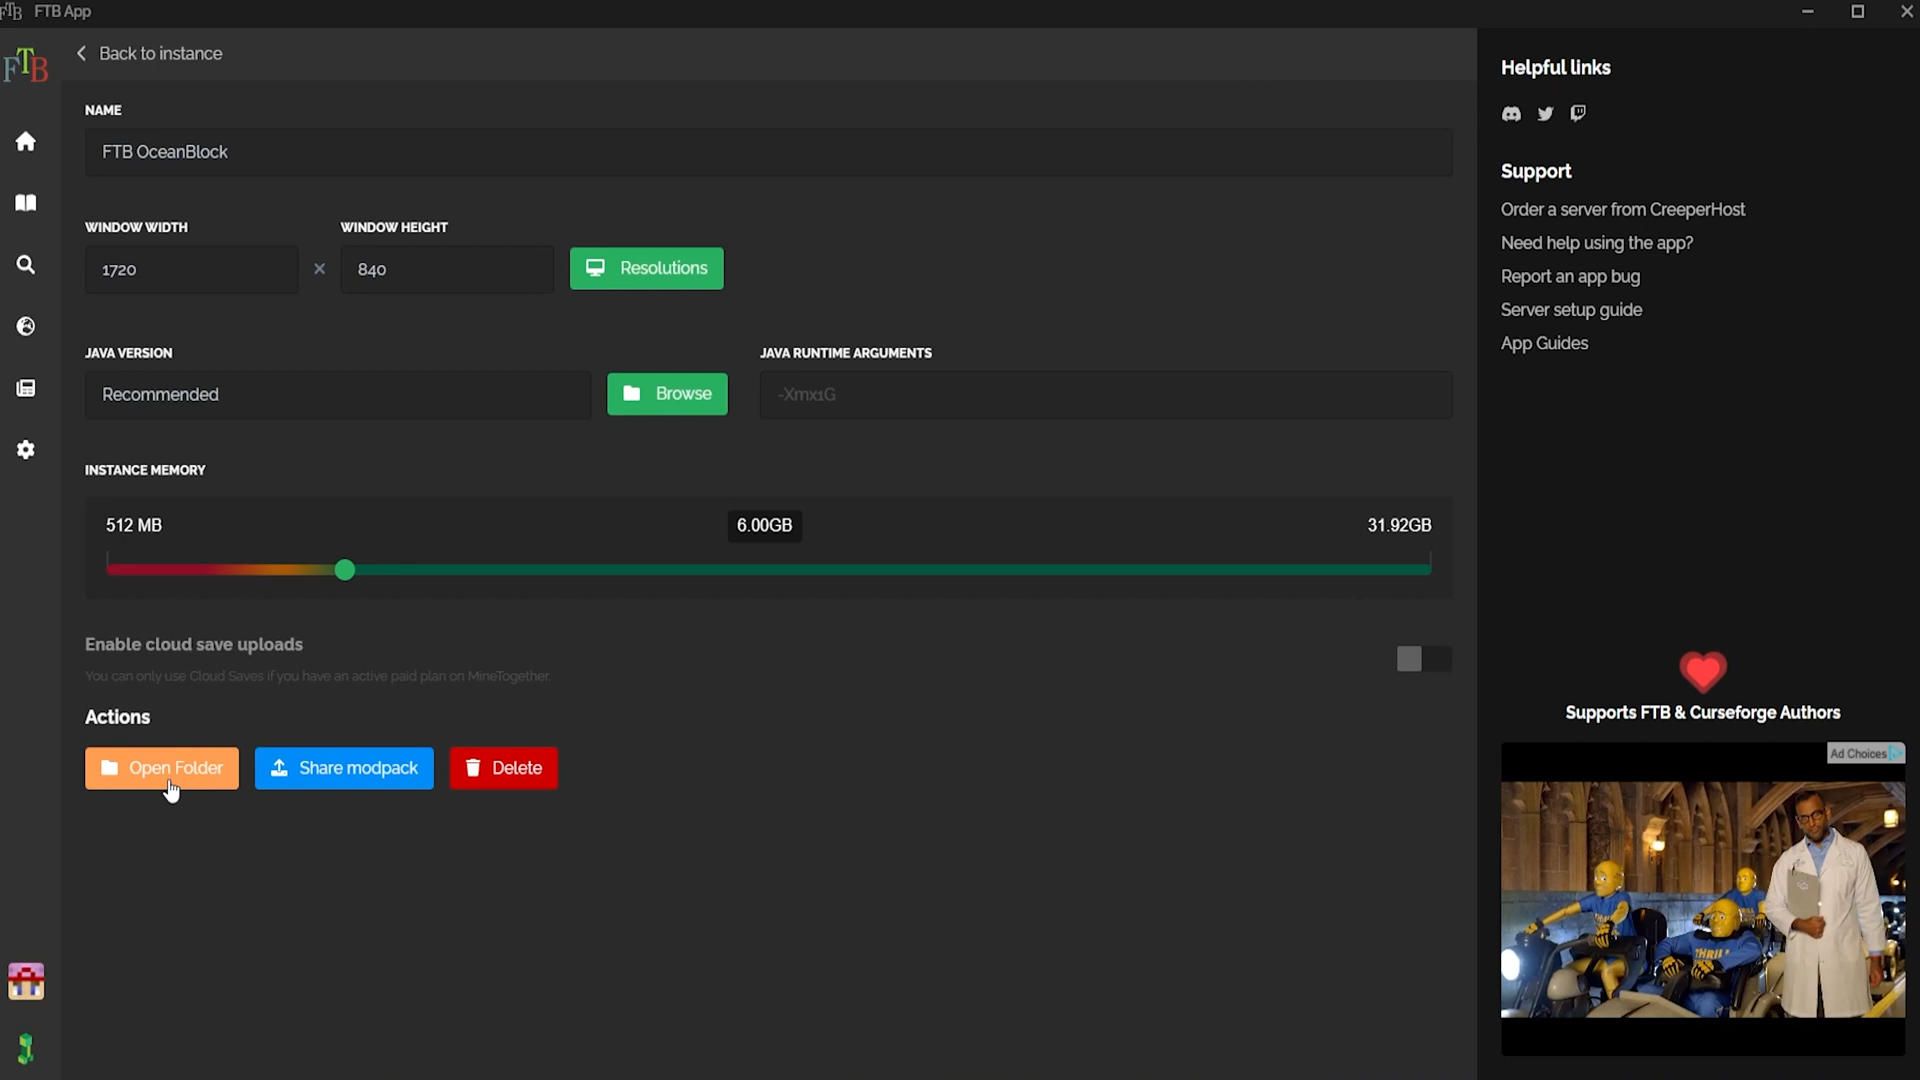 FTB FTB App
FTB
Back to instance
NAME
FTB OceanBlock
WINDOW WIDTH
WINDOW HEIGHT
1720
×
840
Resolutions
JAVA VERSION
JAVA RUNTIME ARGUMENTS
Recommended
Browse
-Xmx1G
INSTANCE MEMORY
512 MB
6.00GB
31.92GB
Enable cloud save uploads
You can only use Cloud Saves if you have an active paid plan on MineTogether.
Actions
Open Folder
Share modpack
Delete
Helpful links
Support
Order a server from CreeperHost
Need help using the app?
Report an app bug
Server setup guide
App Guides
Supports FTB & Curseforge Authors
Ad Choices
THRILL